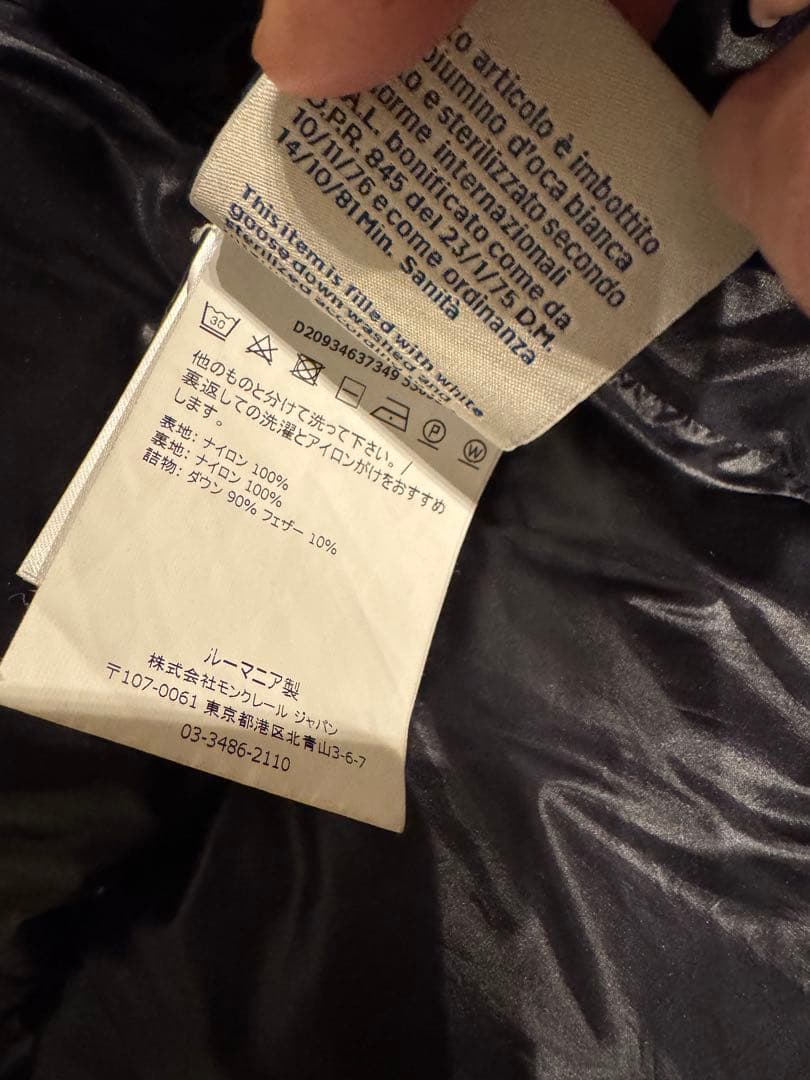 to articolo è imbottito
piumino d'oca bianca
to e sterilizzato secondo
norme internazionali
A.L. bonificato come da
D.P.R. 845 del 23/1/75 D.M.
10/11/76 e come ordinanza
14/10/81 Min. Sanità
This item is filled with white
goose down washed and
sterilized according
D20934637349
30
P
W
他のものと分けて洗って下さい。/
裏返しての洗濯とアイロンがけをおすすめ
します。
表地: ナイロン 100%
裏地: ナイロン 100%
詰物: ダウン 90% フェザー 10%
ルーマニア製
株式会社モンクレール ジャパン
〒107-0061 東京都港区北青山3-6-7
03-3486-2110